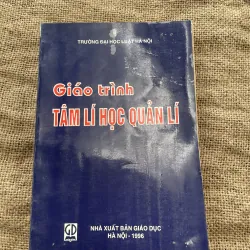 TRƯỜNG ĐẠI HỌC LUẬT HÀ NỘI
Giáo trình
TÂM LÍ HỌC QUẢN LÍ
NHÀ XUẤT BẢN GIÁO DỤC
HÀ NỘI - 1996